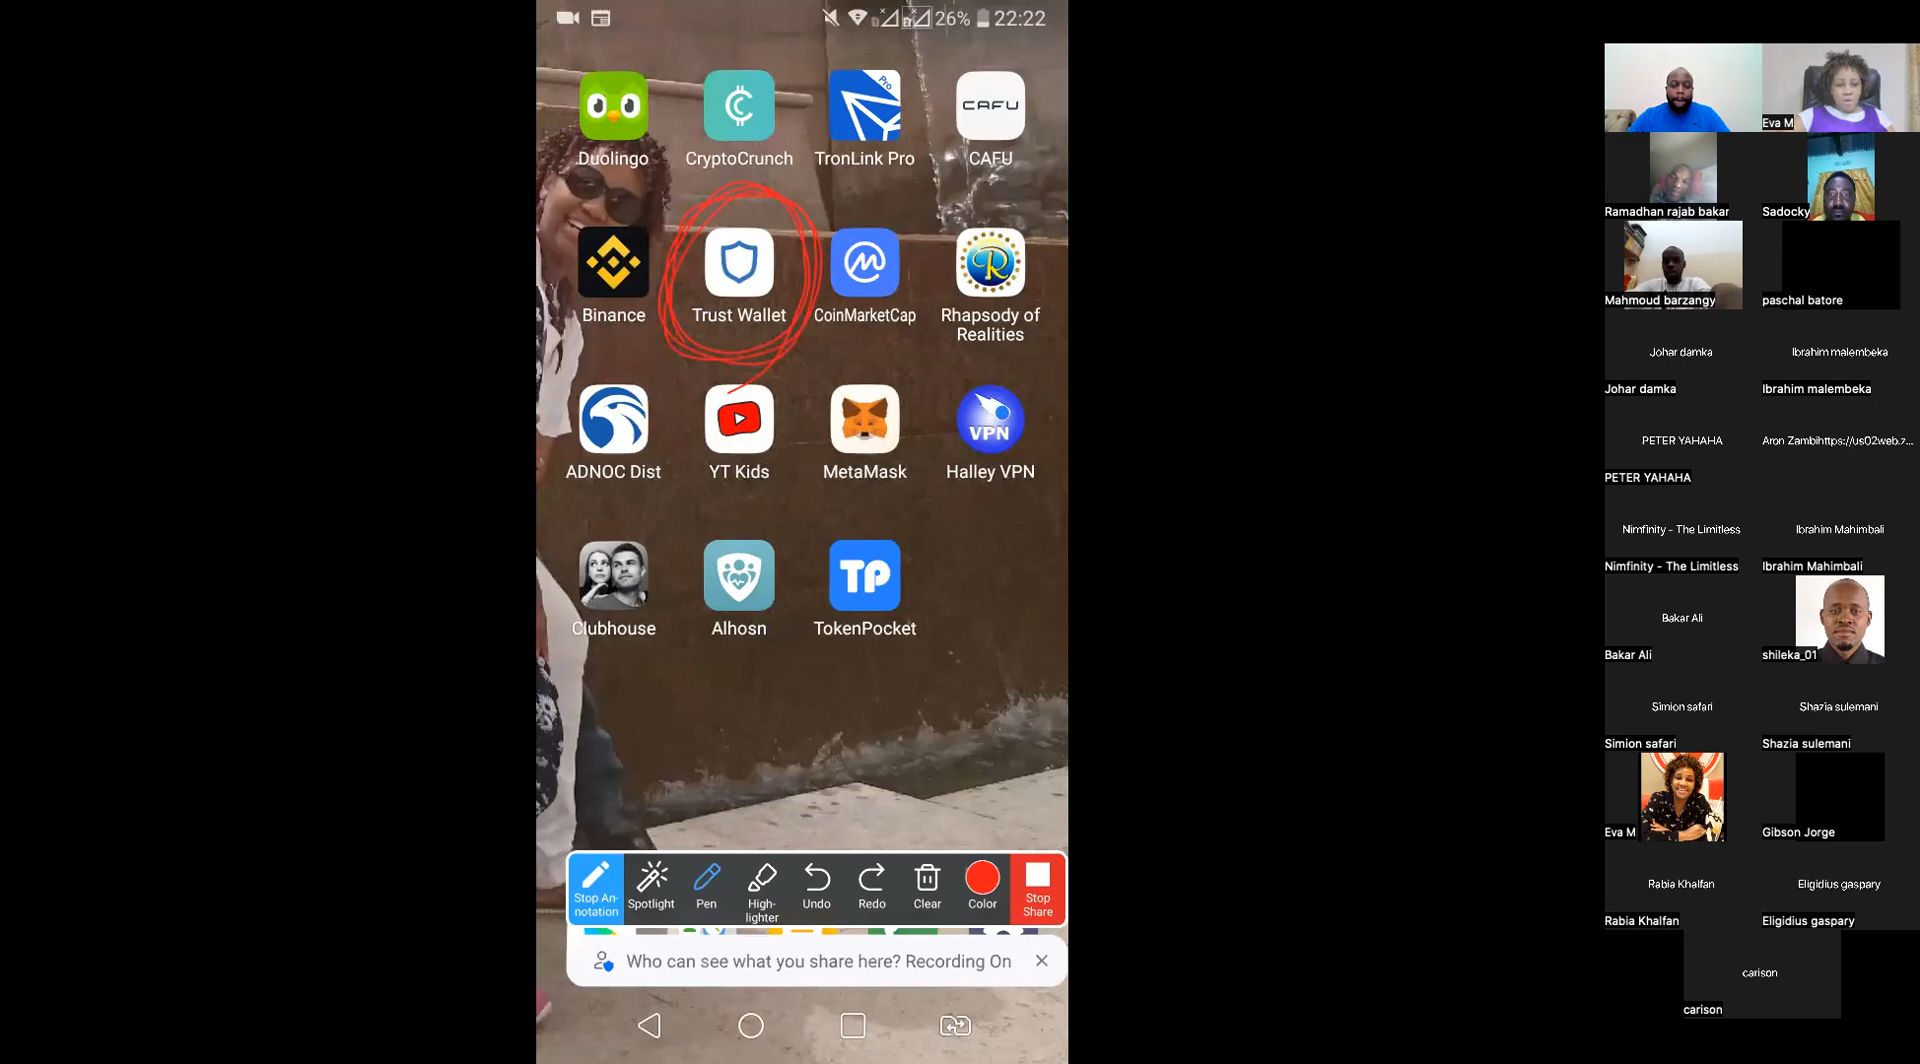 26% 22:22
Duolingo
CryptoCrunch
Pro
TronLink Pro
CAFU
CAFU
Binance
Trust Wallet
M
CoinMarketCap
R
Rhapsody of
Realities
ADNOC Dist
YT Kids
MetaMask
VPN
Halley VPN
Clubhouse
Alhosn
TP
TokenPocket
Stop An-
notation
Spotlight
Pen
High-
lighter
Undo
Redo
Clear
Color
Stop
Share
Who can see what you share here? Recording On
Eva M
Ramadhan rajab bakar
Sadocky
Mahmoud barzangy
paschal batore
Johar damka
Johar damka
Ibrahim malembeka
Ibrahim malembeka
PETER YAHAHA
PETER YAHAHA
Aron Zambihttps://us02web.z...
Nimfinity - The Limitless
Nimfinity - The Limitless
Ibrahim Mahimbali
Ibrahim Mahimbali
Bakar Ali
Bakar Ali
shileka_01
Simion safari
Simion safari
Shazia sulemani
Shazia sulemani
Eva M
Gibson Jorge
Rabia Khalfan
Rabia Khalfan
Eligidius gaspary
Eligidius gaspary
carison
carison